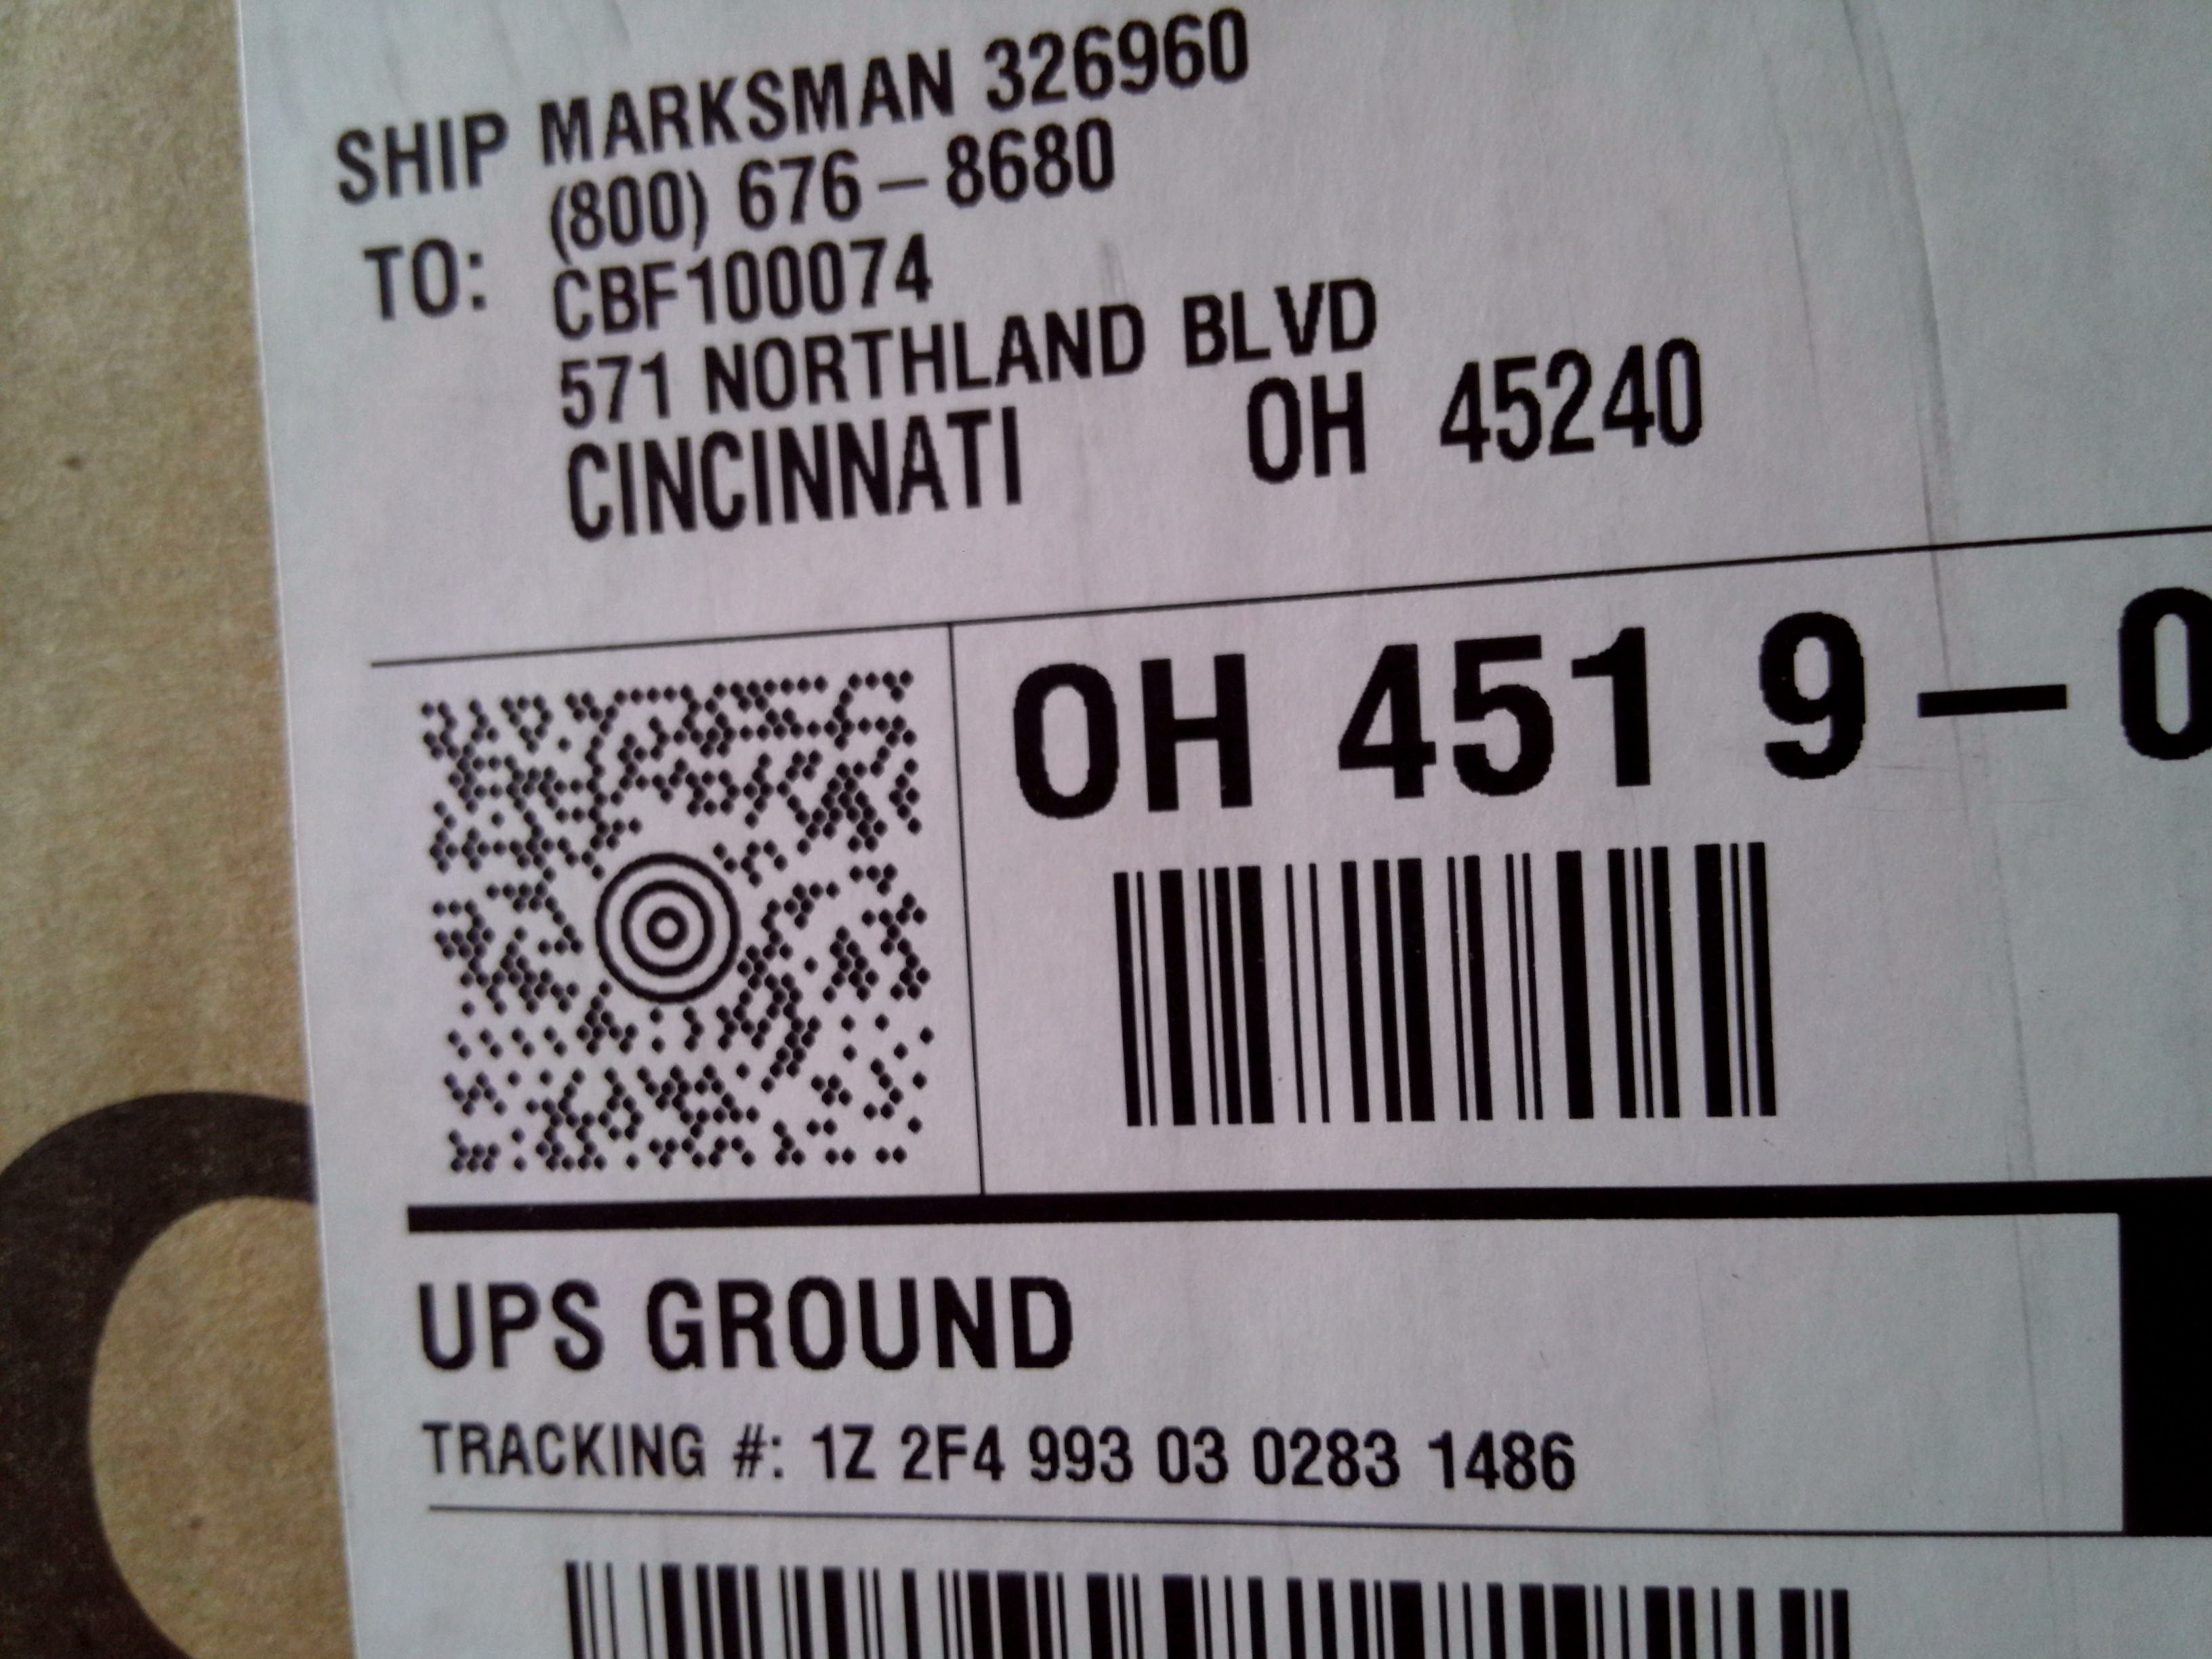 SHIP MARKSMAN 326960
TO: (800) 676-8680
CBF100074
571 NORTHLAND BLVD
CINCINNATI OH 45240
OH 451 9-0
UPS GROUND
TRACKING #: 1Z 2F4 993 03 0283 1486